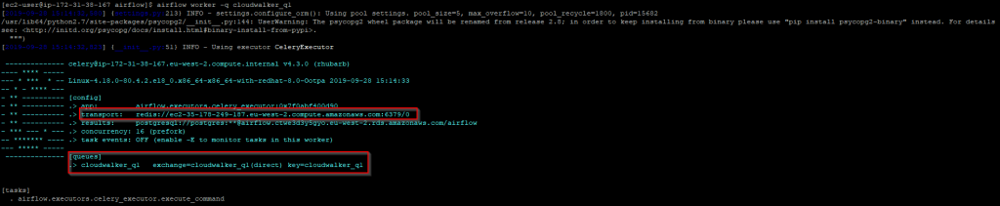 [ec2-user@ip-172-31-38-167 airflow]$ airflow worker -q cloudwalker_q1
213} INFO - settings.configure_orm(): Using pool settings. pool_size=5, max_overflow=10, pool_recycle=1800, pid=15682
/usr/lib64/python2.7/site-packages/psycopg2/__init__.py:144: UserWarning: The psycopg2 wheel package will be renamed from release 2.8; in order to keep installing from binary please use "pip install psycopg2-binary" instead. For details
see: <http://initd.org/psycopg/docs/install.html#binary-install-from-pypi>.
""")
51} INFO - Using executor CeleryExecutor
-------------- celery@ip-172-31-38-167.eu-west-2.compute.internal v4.3.0 (rhubarb)
---- **** -----
--- * *** * -- Linux-4.18.0-80.4.2.el8_0.x86_64-x86_64-with-redhat-8.0-Ootpa 2019-09-28 15:14:33
-- * - **** ---
- ** ---------- [config]
- ** ---------- .> app: airflow.executors.celery_executor:0x7f0abf400d90
- ** ---------- .> transport: redis://ec2-35-178-249-187.eu-west-2.compute.amazonaws.com:6379/0
- ** ---------- .> results: postgresql://postgres:**@airflow.ctwe3d3y5gyo.eu-west-2.rds.amazonaws.com/airflow
- *** --- * --- .> concurrency: 16 (prefork)
-- ******* ---- .> task events: OFF (enable -E to monitor tasks in this worker)
--- ***** -----
-------------- [queues]
.> cloudwalker_q1 exchange=cloudwalker_q1(direct) key=cloudwalker_q1
[tasks]
. airflow.executors.celery_executor.execute_command